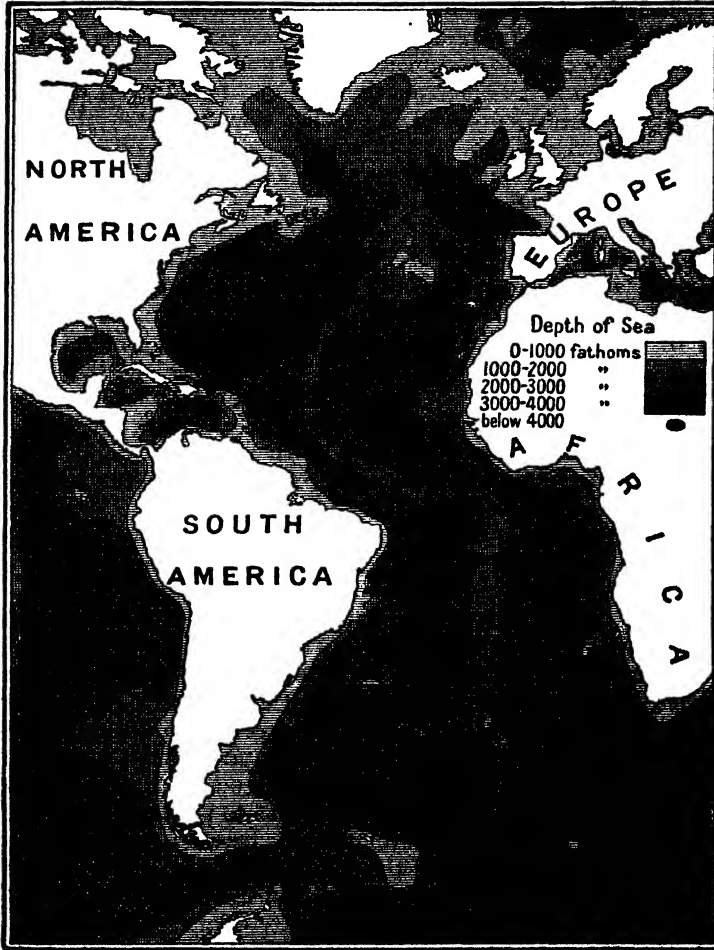 NORTH
AMERICA
EUROPE
Depth of Sea
0-1000 fathoms
1000-2000 "
2000-3000 "
3000-4000 "
below 4000
AFRICA
SOUTH
AMERICA